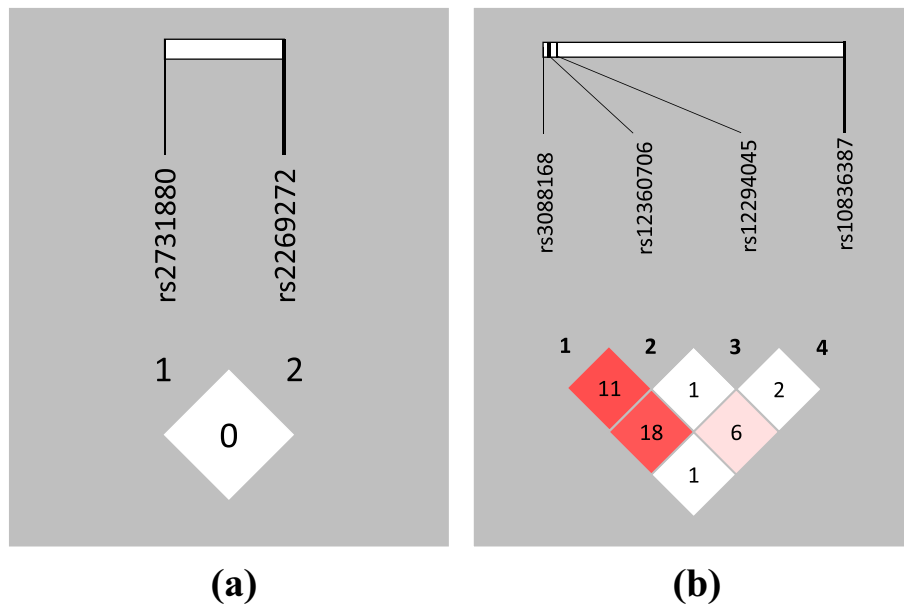 rs2731880
rs2269272
1 2
0
(a)
rs3088168
rs12360706
rs12294045
rs10836387
1 2 3 4
11 1 2
18 6
1
(b)